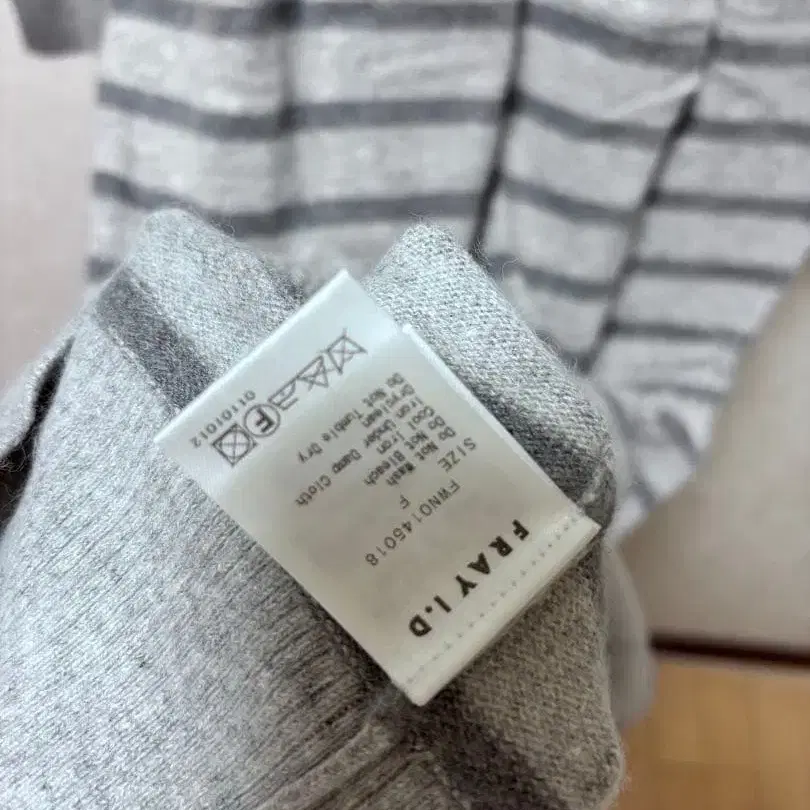 FRAY I.D
FWNO145018
SIZE F
Do Not Wash
Do Not Bleach
Cool Iron Under Damp Cloth
Dryclean
Do Not Tumble Dry
01101012